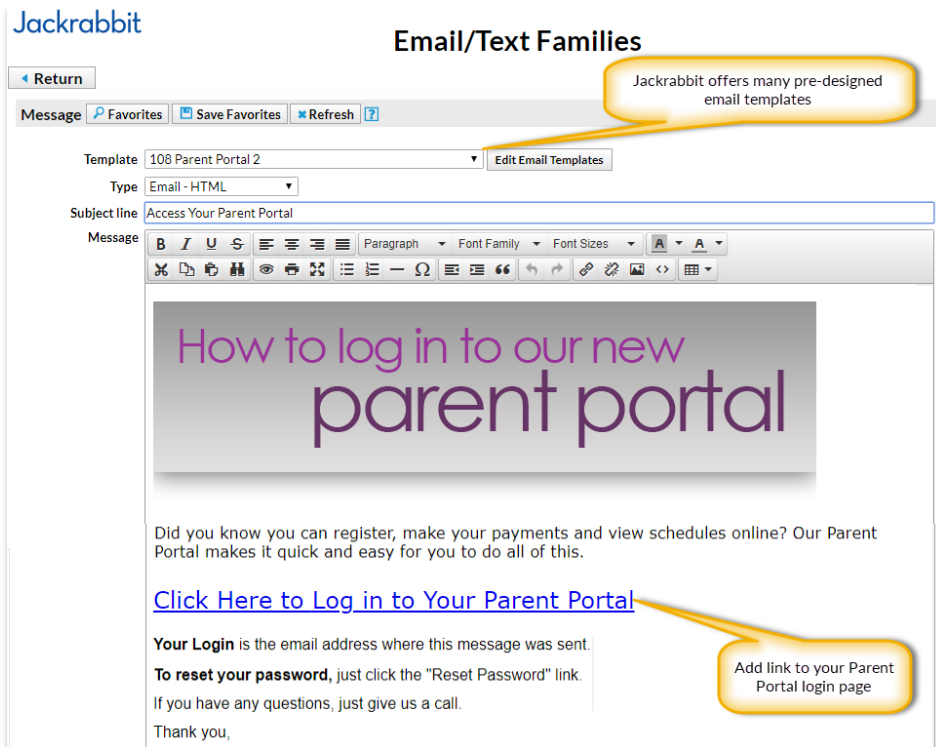 Jackrabbit
Email/Text Families
Return
Jackrabbit offers many pre-designed
email templates
Message Favorites Save Favorites Refresh ?
Template 108 Parent Portal 2 Edit Email Templates
Type Email - HTML
Subject line Access Your Parent Portal
Message
B I U S Paragraph Font Family Font Sizes A A
Ω
How to log in to our new
parent portal
Did you know you can register, make your payments and view schedules online? Our Parent
Portal makes it quick and easy for you to do all of this.
Click Here to Log in to Your Parent Portal
Your Login is the email address where this message was sent.
To reset your password, just click the "Reset Password" link.
If you have any questions, just give us a call.
Thank you,
Add link to your Parent
Portal login page